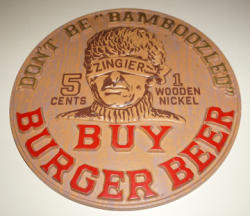 DON'T BE "BAMBOOZLED"
ZINGIER
5 CENTS
1 WOODEN NICKEL
BUY
BURGER BEER